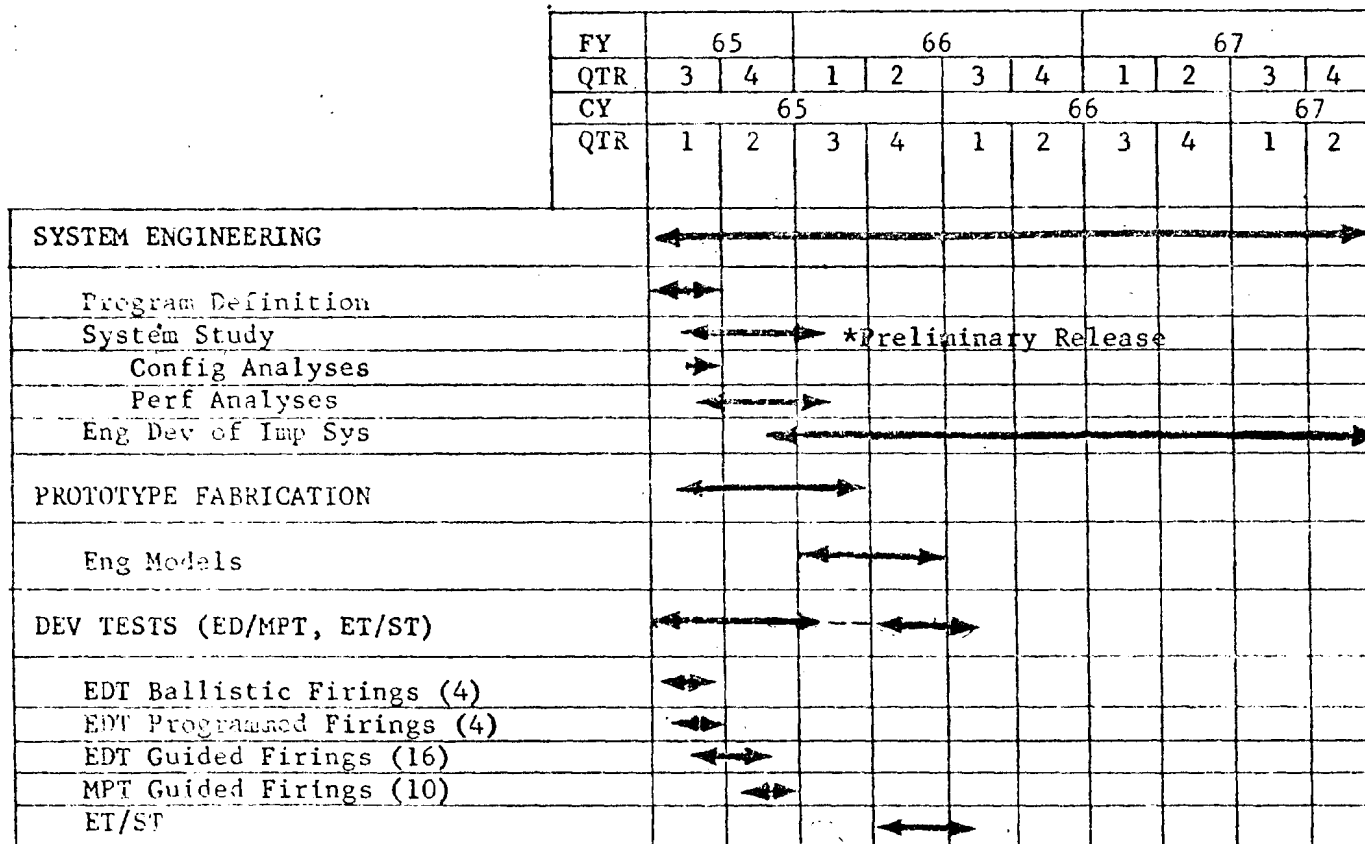 FY 65 66 67
QTR 3 4 1 2 3 4 1 2 3 4
CY 65 66 67
QTR 1 2 3 4 1 2 3 4 1 2
SYSTEM ENGINEERING
Program Definition
System Study *Preliminary Release
Config Analyses
Perf Analyses
Eng Dev of Imp Sys
PROTOTYPE FABRICATION
Eng Models
DEV TESTS (ED/MPT, ET/ST)
EDT Ballistic Firings (4)
EDT Programmed Firings (4)
EDT Guided Firings (16)
MPT Guided Firings (10)
ET/ST